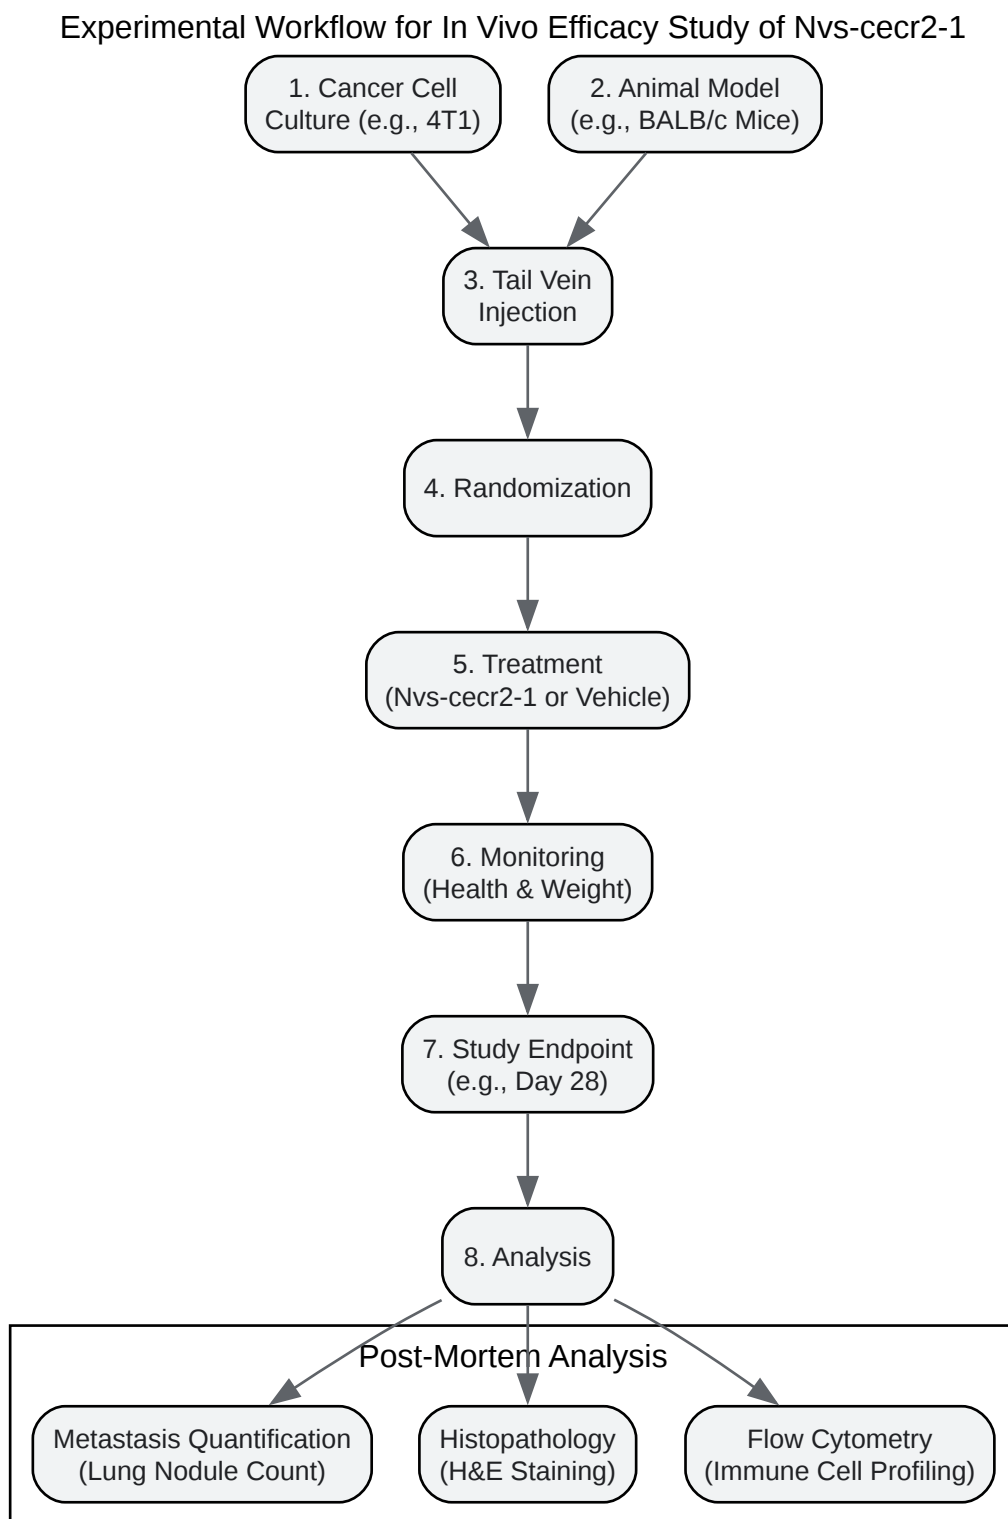 Experimental Workflow for In Vivo Efficacy Study of Nvs-cecr2-1
1. Cancer Cell
Culture (e.g., 4T1)
2. Animal Model
(e.g., BALB/c Mice)
3. Tail Vein
Injection
4. Randomization
5. Treatment
(Nvs-cecr2-1 or Vehicle)
6. Monitoring
(Health & Weight)
7. Study Endpoint
(e.g., Day 28)
8. Analysis
Post-Mortem Analysis
Metastasis Quantification
(Lung Nodule Count)
Histopathology
(H&E Staining)
Flow Cytometry
(Immune Cell Profiling)